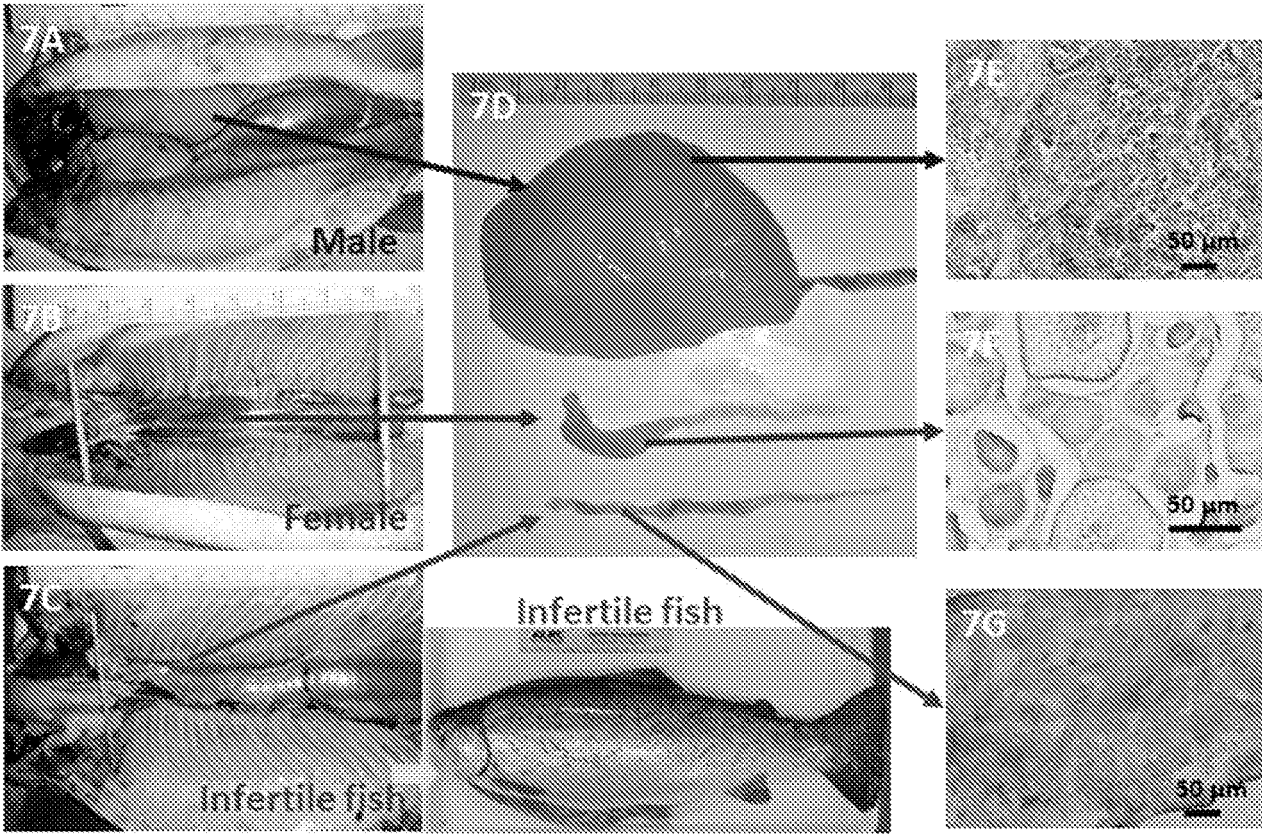 7A
Male
7B
Female
7C
Infertile fish
7D
Infertile fish
7E
50 µm
7F
50 µm
7G
50 µm